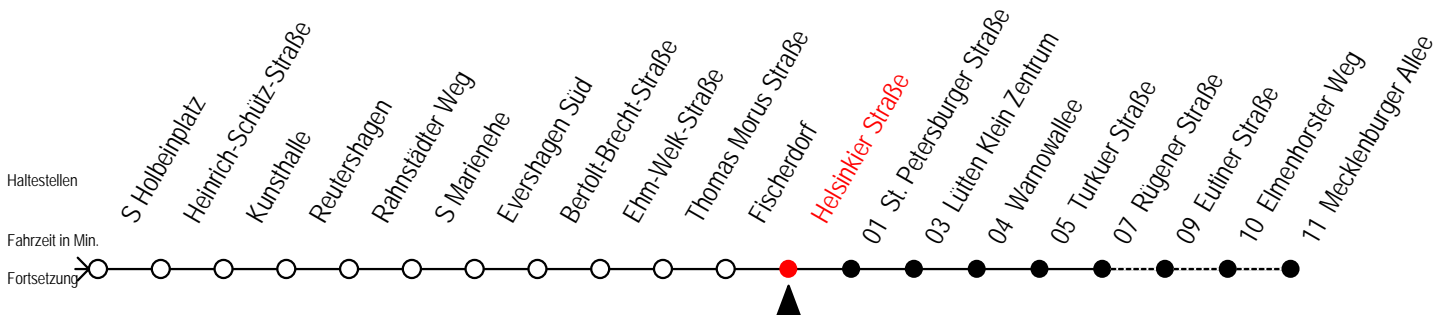 Haltestellen
Fahrzeit in Min.
Fortsetzung
S Holbeinplatz
Heinrich-Schütz-Straße
Kunsthalle
Reutershagen
Rahnstädter Weg
S Marienehe
Evershagen Süd
Bertolt-Brecht-Straße
Ehm-Welk-Straße
Thomas Morus Straße
Fischerdorf
Helsinkier Straße
01 St. Petersburger Straße
03 Lütten Klein Zentrum
04 Warnowallee
05 Turkuer Straße
07 Rügener Straße
09 Eutiner Straße
10 Elmenhorster Weg
11 Mecklenburger Allee